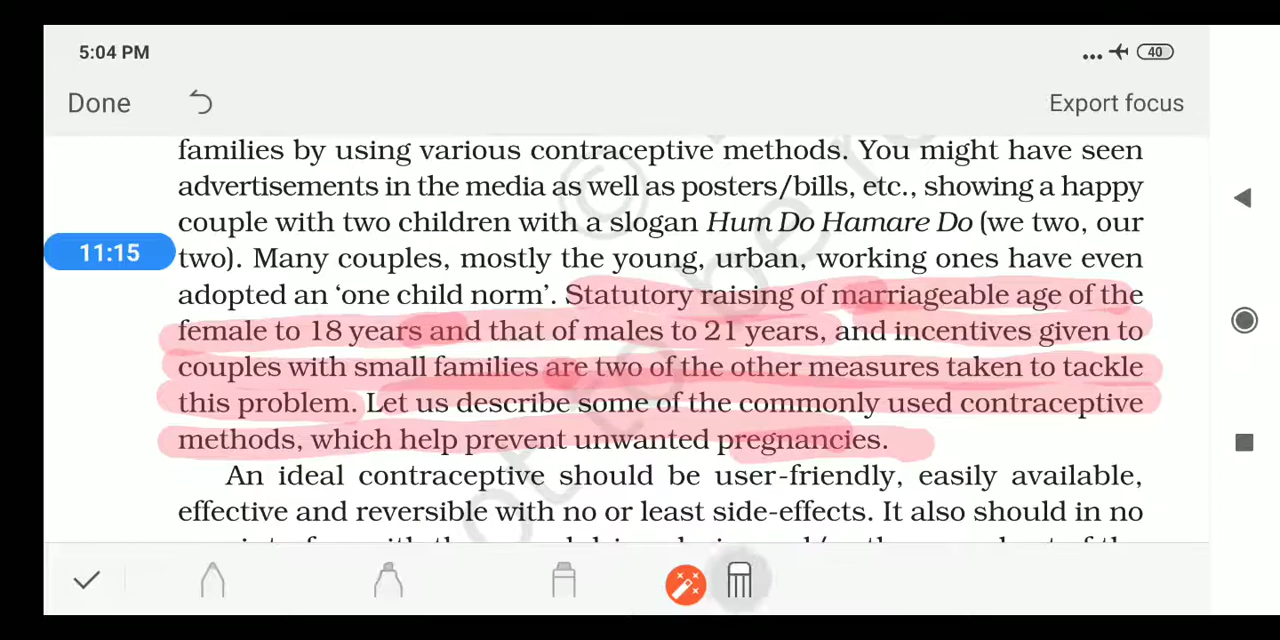 5:04 PM
40
Done
Export focus
families by using various contraceptive methods. You might have seen
advertisements in the media as well as posters/bills, etc., showing a happy
couple with two children with a slogan Hum Do Hamare Do (we two, our
11:15
two). Many couples, mostly the young, urban, working ones have even
adopted an ‘one child norm’. Statutory raising of marriageable age of the
female to 18 years and that of males to 21 years, and incentives given to
couples with small families are two of the other measures taken to tackle
this problem. Let us describe some of the commonly used contraceptive
methods, which help prevent unwanted pregnancies.
An ideal contraceptive should be user-friendly, easily available,
effective and reversible with no or least side-effects. It also should in no